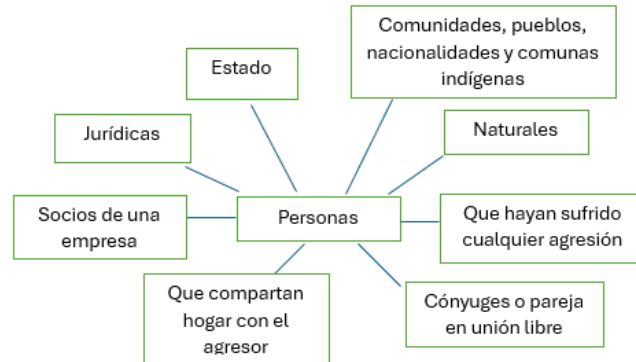 Comunidades, pueblos,
nacionalidades y comunas
indígenas
Estado
Jurídicas
Naturales
Socios de una
empresa
Personas
Que hayan sufrido
cualquier agresión
Que compartan
hogar con el
agresor
Cónyuges o pareja
en unión libre